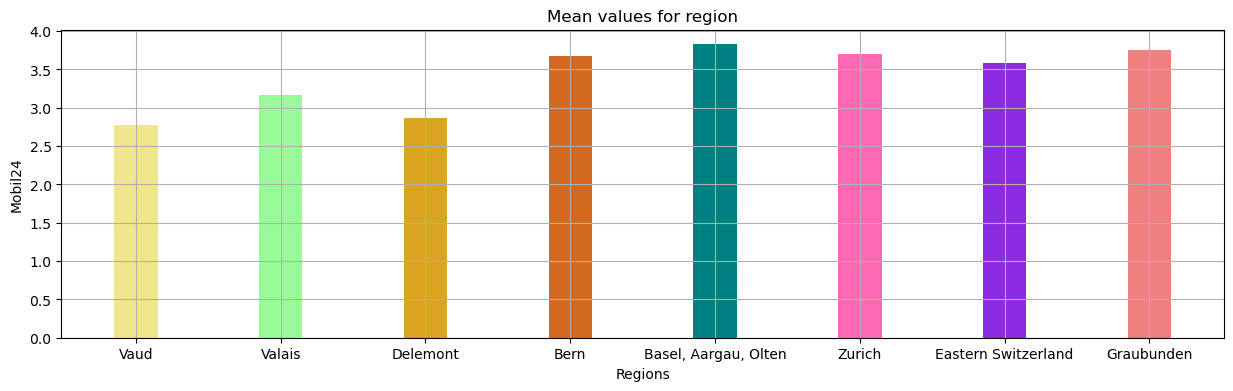 Mean values for region
4.0
3.5
3.0
2.5
2.0
1.5
1.0
0.5
0.0
Mobil24
Vaud Valais Delemont Bern Basel, Aargau, Olten Zurich Eastern Switzerland Graubunden
Regions